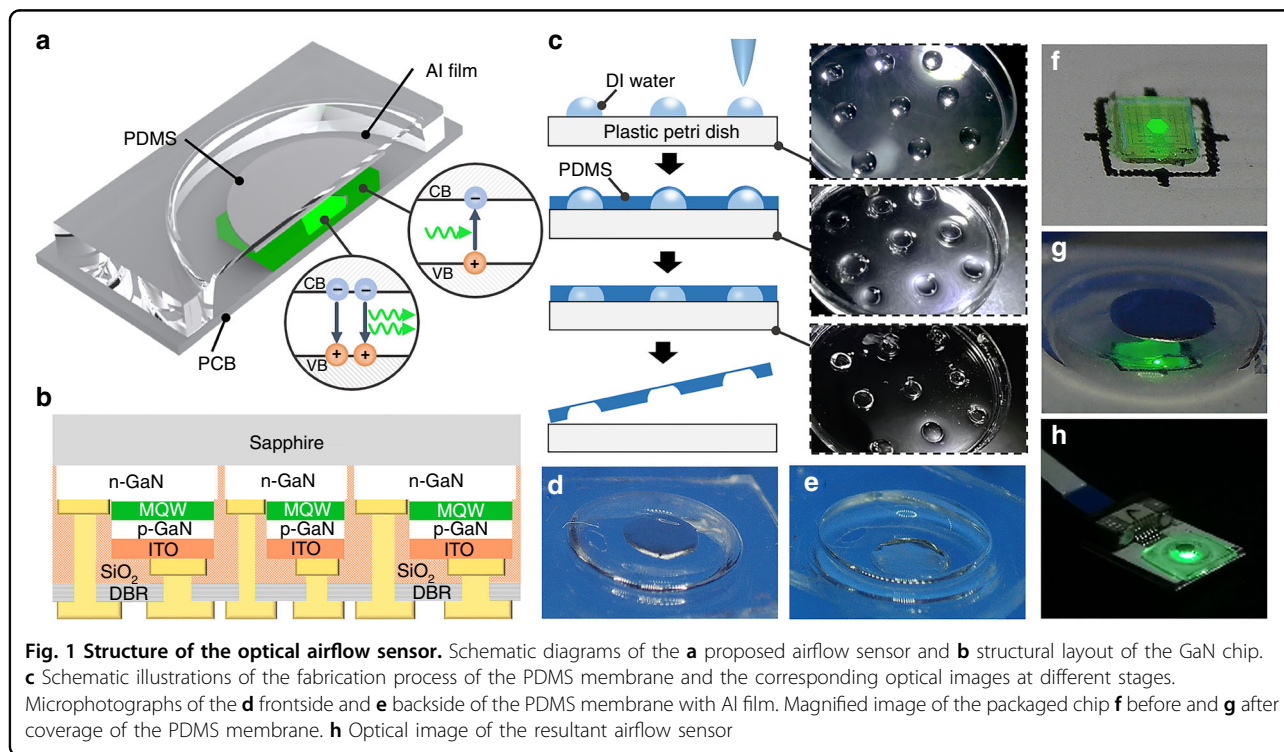 a
Al film
PDMS
CB
−
+
VB
CB
− −
+ +
VB
PCB
b
Sapphire
n-GaN n-GaN n-GaN
MQW MQW MQW
p-GaN p-GaN p-GaN
ITO ITO ITO
SiO2 SiO2
DBR DBR
c
DI water
Plastic petri dish
PDMS
d
e
f
g
h
Fig. 1 Structure of the optical airflow sensor. Schematic diagrams of the a proposed airflow sensor and b structural layout of the GaN chip.
c Schematic illustrations of the fabrication process of the PDMS membrane and the corresponding optical images at different stages.
Microphotographs of the d frontside and e backside of the PDMS membrane with Al film. Magnified image of the packaged chip f before and g after
coverage of the PDMS membrane. h Optical image of the resultant airflow sensor